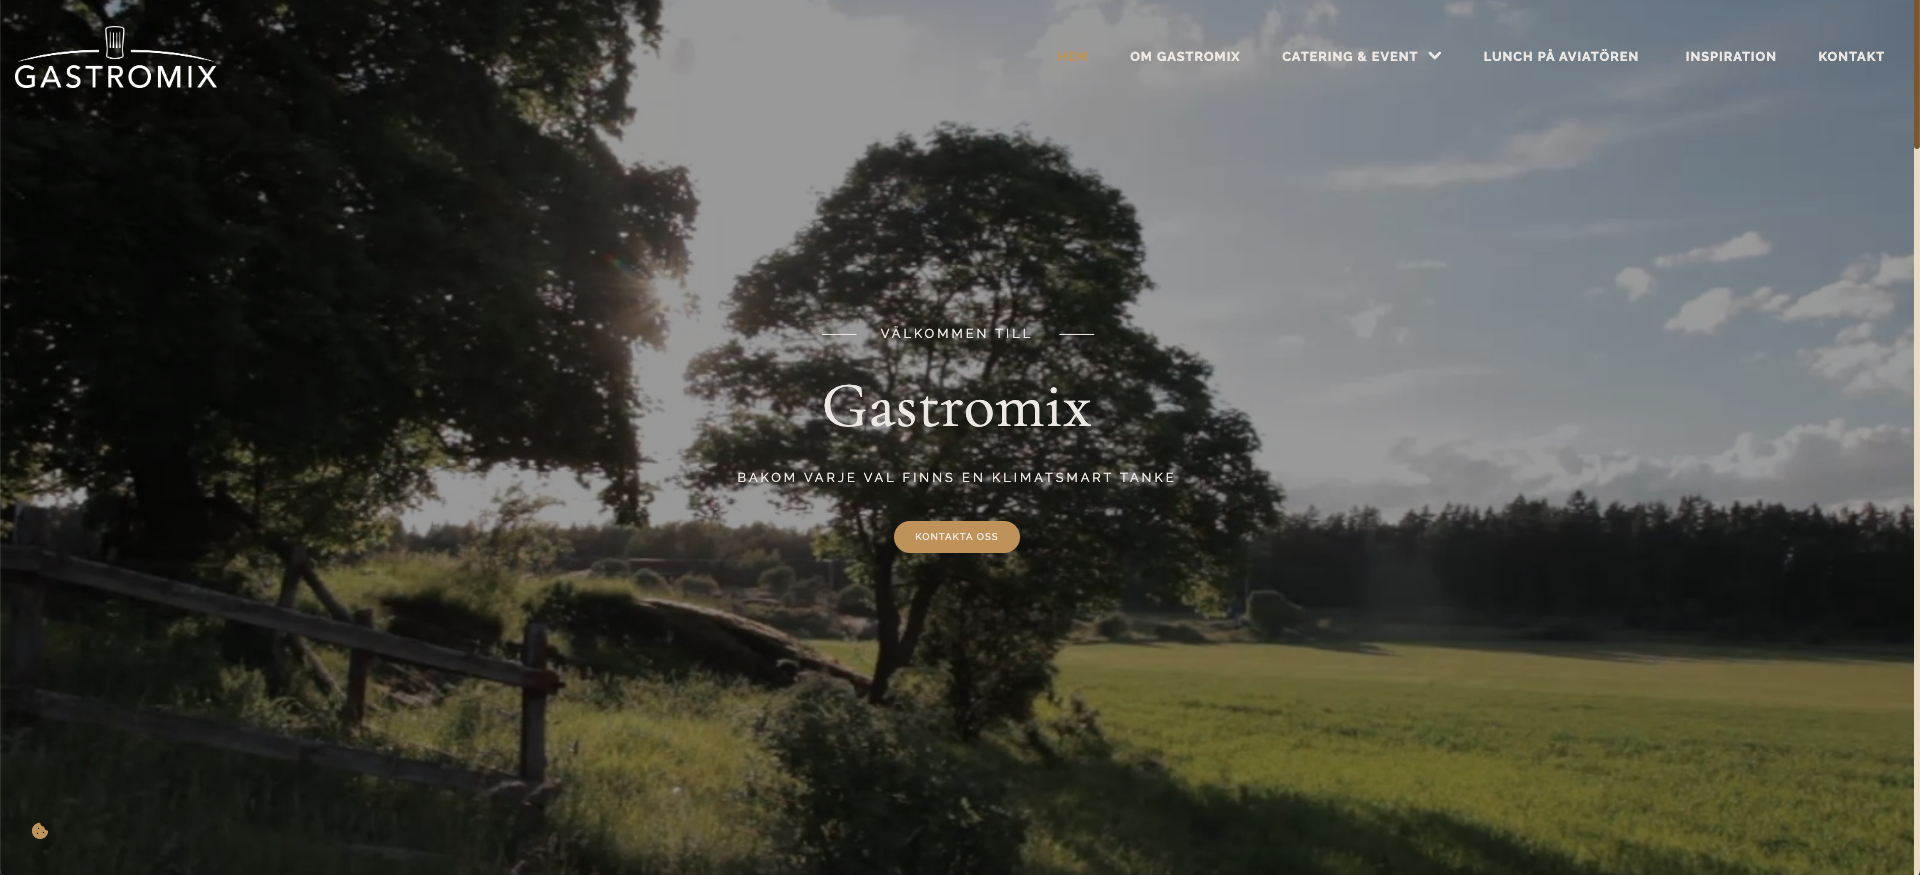 GASTROMIX
HEM
OM GASTROMIX
CATERING & EVENT
LUNCH PÅ AVIATÖREN
INSPIRATION
KONTAKT
VÄLKOMMEN TILL
Gastromix
BAKOM VARJE VAL FINNS EN KLIMATSMART TANKE
KONTAKTA OSS